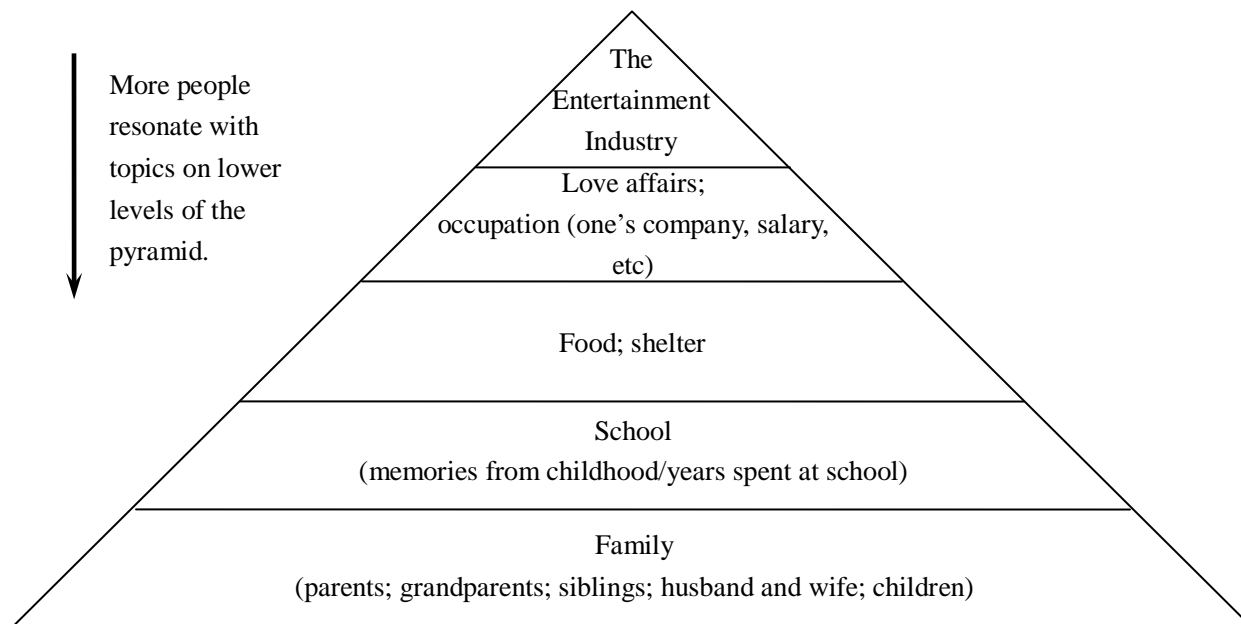 More people
resonate with
topics on lower
levels of the
pyramid.
The
Entertainment
Industry
Love affairs;
occupation (one’s company, salary,
etc)
Food; shelter
School
(memories from childhood/years spent at school)
Family
(parents; grandparents; siblings; husband and wife; children)